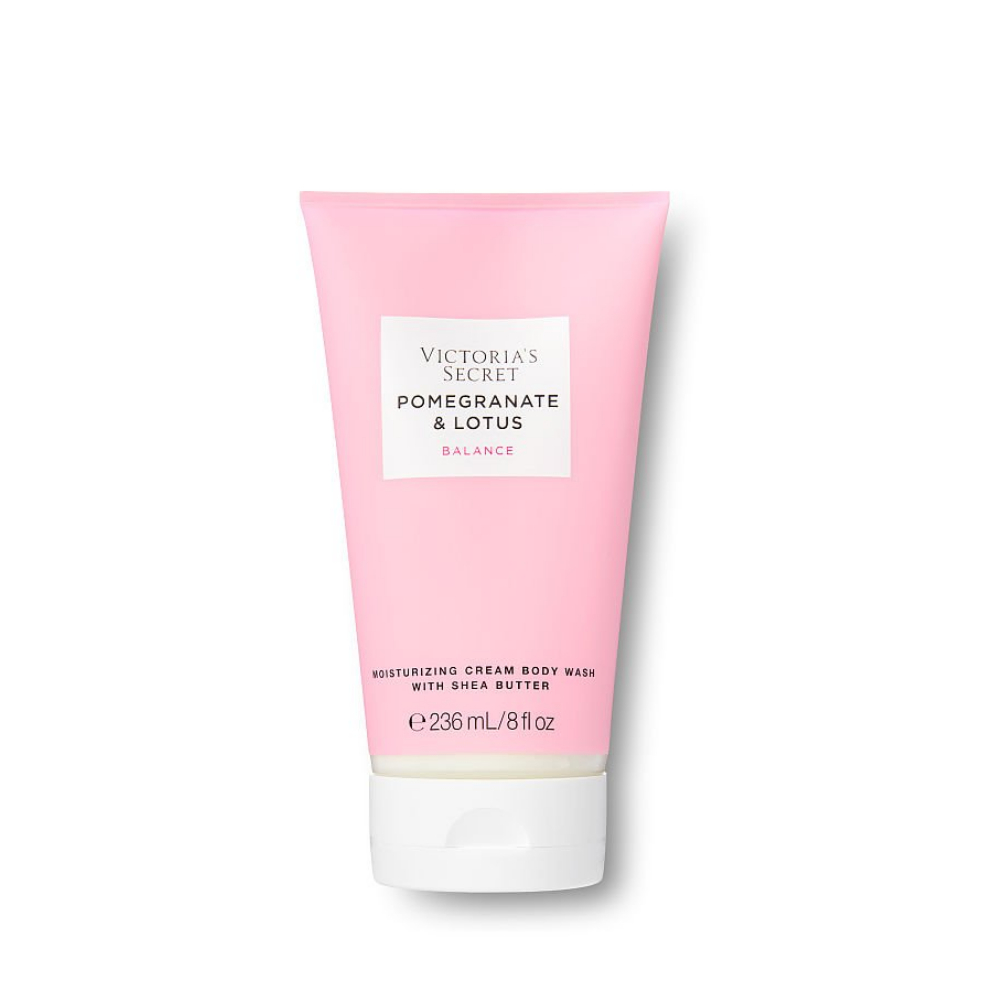 VICTORIA'S
SECRET
POMEGRANATE
& LOTUS
BALANCE
MOISTURIZING CREAM BODY WASH
WITH SHEA BUTTER
℮ 236 mL/8 fl oz